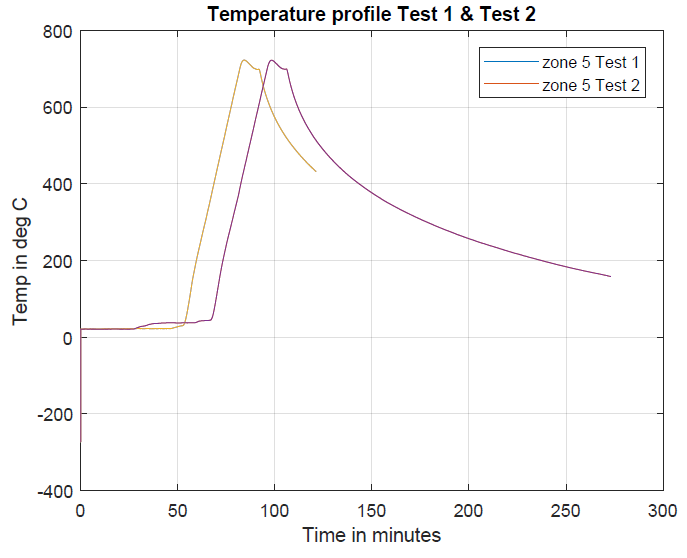 Temperature profile Test 1 & Test 2
800
600
400
200
0
-200
-400
Temp in deg C
zone 5 Test 1
zone 5 Test 2
0 50 100 150 200 250 300
Time in minutes